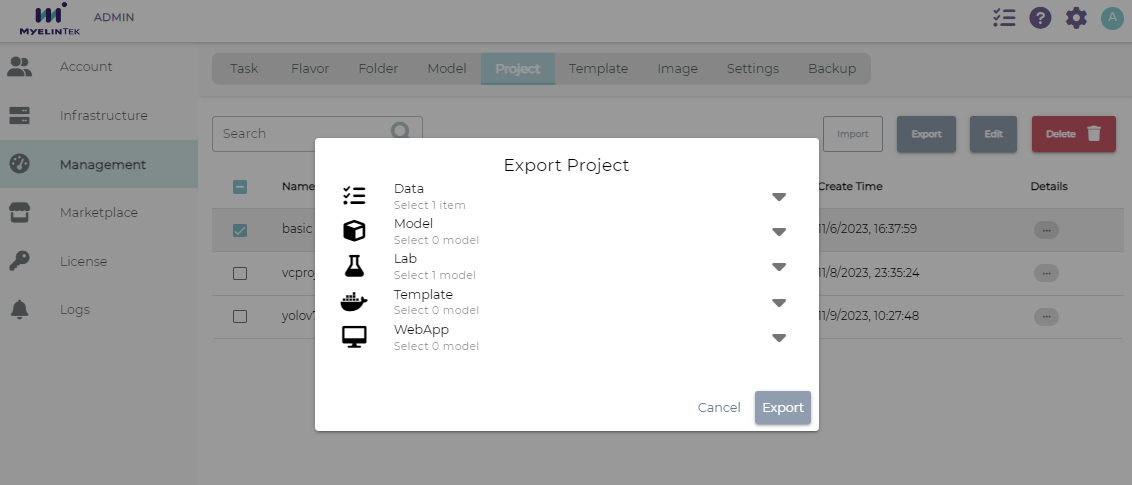 MYELINTEK
ADMIN
?
A
Account
Infrastructure
Management
Marketplace
License
Logs
Task Flavor Folder Model Project Template Image Settings Backup
Search
Import Export Edit Delete
Name Create Time Details
basic 11/6/2023, 16:37:59 ...
vcproj 11/8/2023, 23:35:24 ...
yolov7 11/9/2023, 10:27:48 ...
Export Project
Data
Select 1 item
Model
Select 0 model
Lab
Select 1 model
Template
Select 0 model
WebApp
Select 0 model
Cancel Export